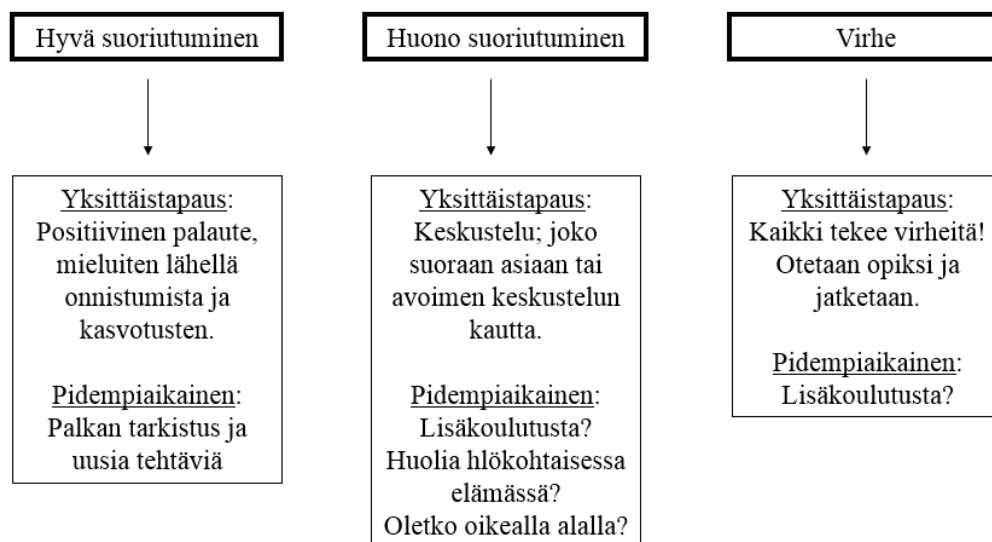 Hyvä suoriutuminen
Yksittäistapaus:
Positiivinen palaute,
mieluiten lähellä
onnistumista ja
kasvotusten.
Pidempiaikainen:
Palkan tarkistus ja
uusia tehtäviä
Huono suoriutuminen
Yksittäistapaus:
Keskustelu; joko
suoraan asiaan tai
avoimen keskustelun
kautta.
Pidempiaikainen:
Lisäkoulutusta?
Huolia hlökohtaisessa
elämässä?
Oletko oikealla alalla?
Virhe
Yksittäistapaus:
Kaikki tekee virheitä!
Otetaan opiksi ja
jatketaan.
Pidempiaikainen:
Lisäkoulutusta?